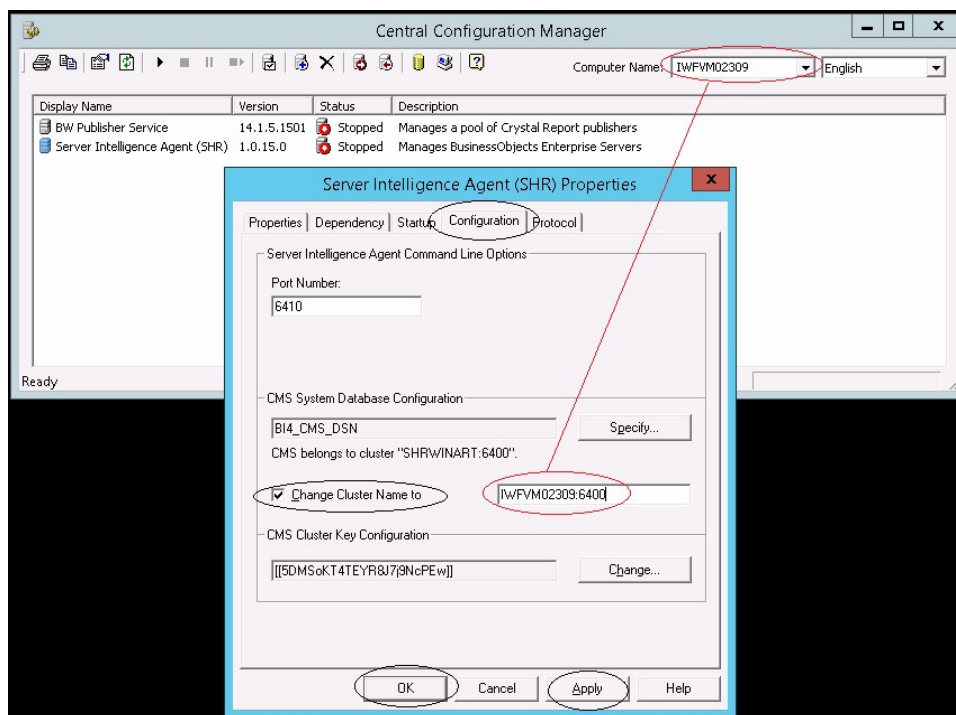 Central Configuration Manager
Computer Name: IWFVM02309 English
Display Name Version Status Description
BW Publisher Service 14.1.5.1501 Stopped Manages a pool of Crystal Report publishers
Server Intelligence Agent (SHR) 1.0.15.0 Stopped Manages BusinessObjects Enterprise Servers
Server Intelligence Agent (SHR) Properties
x
Properties Dependency Startup Configuration Protocol
Server Intelligence Agent Command Line Options
Port Number:
6410
CMS System Database Configuration
BI4_CMS_DSN Specify...
CMS belongs to cluster "SHRWINART:6400".
Change Cluster Name to IWFVM02309:6400
CMS Cluster Key Configuration
[[5DMSoKT4TEYR8J7j9NcPEw]] Change...
OK Cancel Apply Help
Ready